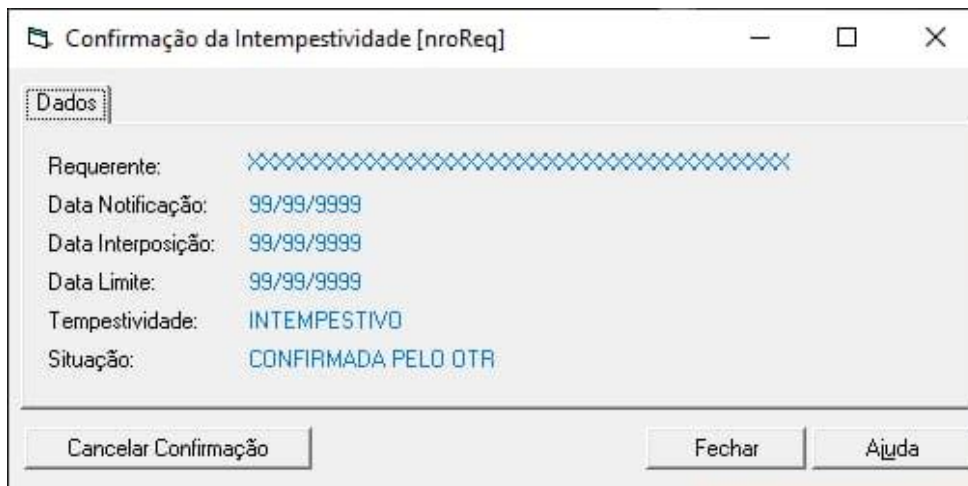 Confirmação da Intempestividade [nroReq]
Dados
Requerente: XXXXXXXXXXXXXXXXXXXXXXXXXXXXXXXXXXXXXXXX
Data Notificação: 99/99/9999
Data Interposição: 99/99/9999
Data Limite: 99/99/9999
Tempestividade: INTEMPESTIVO
Situação: CONFIRMADA PELO OTR
Cancelar Confirmação Fechar Ajuda